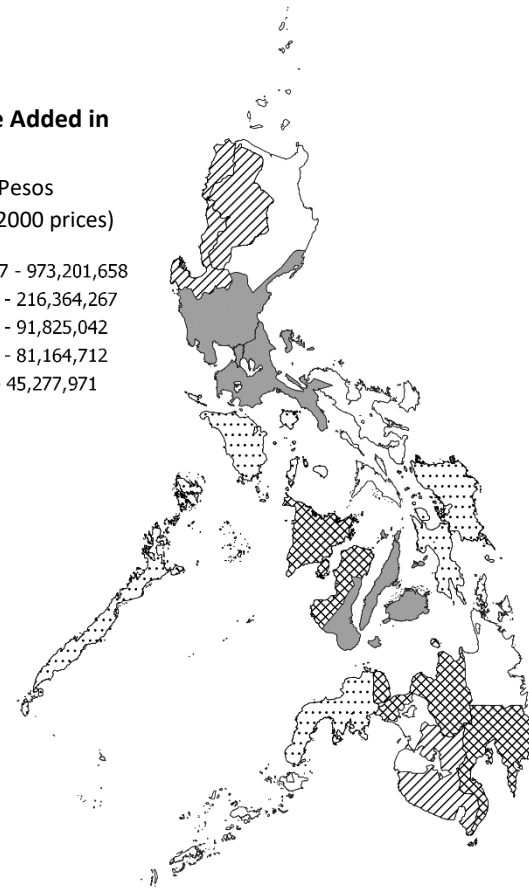 Added in
Pesos
2000 prices)
- 973,201,658
- 216,364,267
- 91,825,042
- 81,164,712
45,277,971